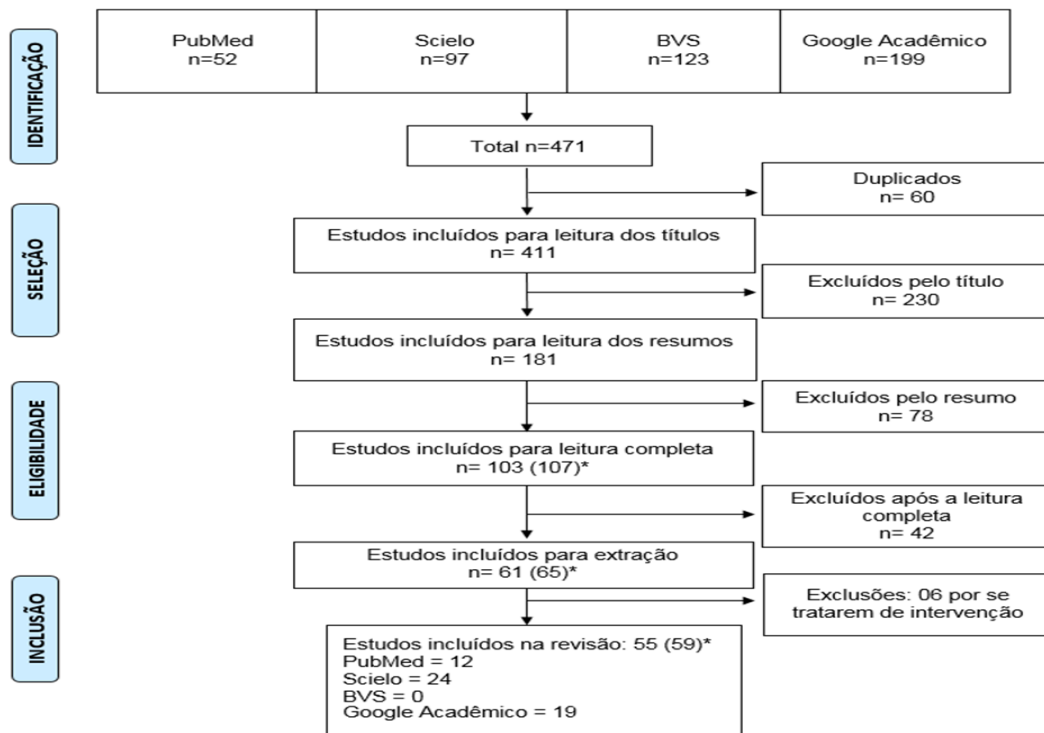 IDENTIFICAÇÃO
PubMed
n=52
Scielo
n=97
BVS
n=123
Google Acadêmico
n=199
Total n=471
Duplicados
n= 60
SELEÇÃO
Estudos incluídos para leitura dos títulos
n= 411
Excluídos pelo título
n= 230
Estudos incluídos para leitura dos resumos
n= 181
Excluídos pelo resumo
n= 78
ELIGIBILIDADE
Estudos incluídos para leitura completa
n= 103 (107)*
Excluídos após a leitura
completa
n= 42
Estudos incluídos para extração
n= 61 (65)*
INCLUSÃO
Exclusões: 06 por se
tratarem de intervenção
Estudos incluídos na revisão: 55 (59)*
PubMed = 12
Scielo = 24
BVS = 0
Google Acadêmico = 19